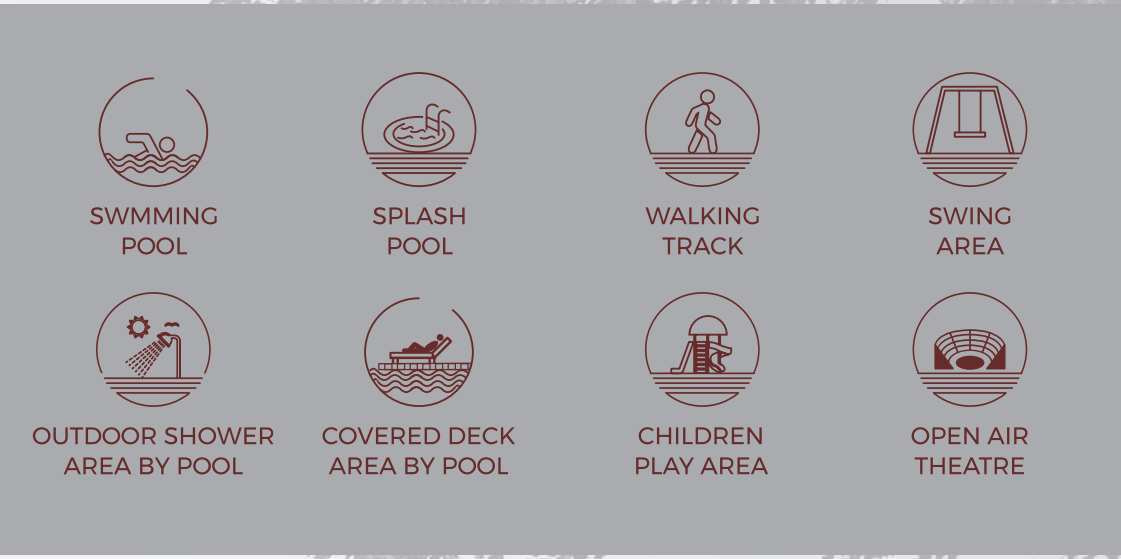 SWMMING
POOL
SPLASH
POOL
WALKING
TRACK
SWING
AREA
OUTDOOR SHOWER
AREA BY POOL
COVERED DECK
AREA BY POOL
CHILDREN
PLAY AREA
OPEN AIR
THEATRE